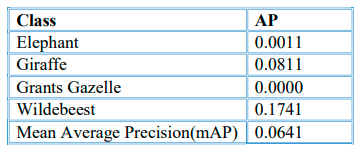 Class AP
Elephant 0.0011
Giraffe 0.0811
Grants Gazelle 0.0000
Wildebeest 0.1741
Mean Average Precision(mAP) 0.0641